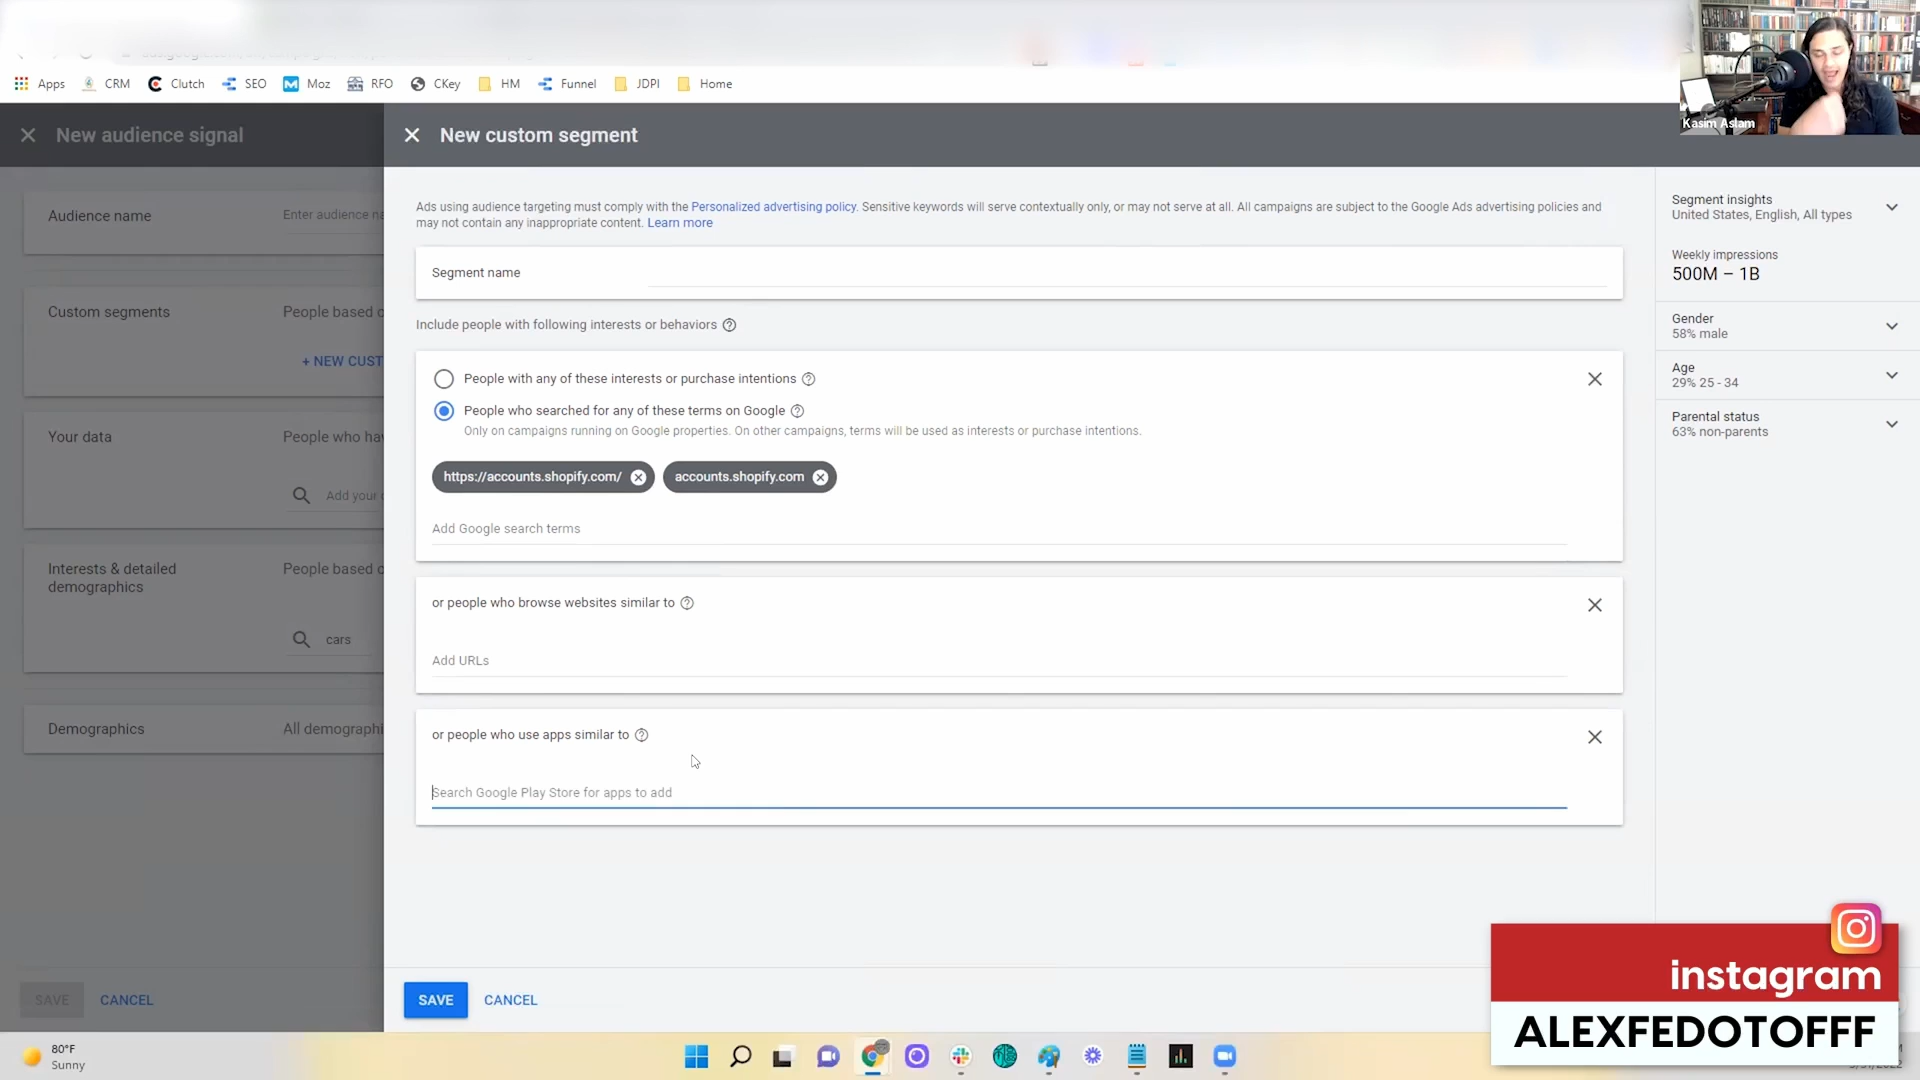 Apps CRM Clutch SEO Moz RFO CKey HM Funnel JDPI Home
Kasim Aslam
New audience signal
New custom segment
Ads using audience targeting must comply with the Personalized advertising policy. Sensitive keywords will serve contextually only, or may not serve at all. All campaigns are subject to the Google Ads advertising policies and
may not contain any inappropriate content. Learn more
Audience name
Enter audience na
Custom segments
People based o
+ NEW CUST
Your data
People who hav
Add your d
Interests & detailed
demographics
People based o
cars
Demographics
All demographi
SAVE CANCEL
Segment name
Include people with following interests or behaviors
People with any of these interests or purchase intentions
People who searched for any of these terms on Google
Only on campaigns running on Google properties. On other campaigns, terms will be used as interests or purchase intentions.
https://accounts.shopify.com/ accounts.shopify.com
Add Google search terms
or people who browse websites similar to
Add URLs
or people who use apps similar to
Search Google Play Store for apps to add
SAVE CANCEL
Segment insights
United States, English, All types
Weekly impressions
500M – 1B
Gender
58% male
Age
29% 25 - 34
Parental status
63% non-parents
instagram
ALEXFEDOTOFFF
80°F
Sunny